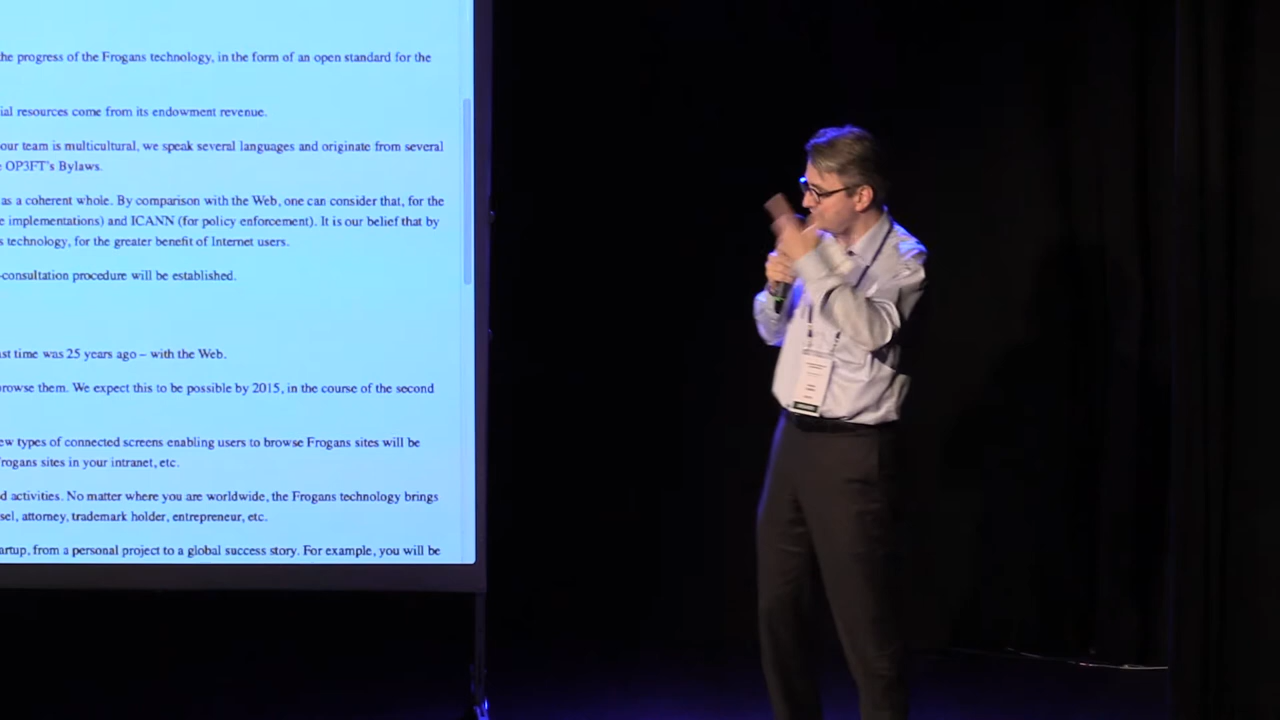 he progress of the Frogans technology, in the form of an open standard for the
ial resources come from its endowment revenue.
our team is multicultural, we speak several languages and originate from several
OP3FT's Bylaws.
as a coherent whole. By comparison with the Web, one can consider that, for the
e implementations) and ICANN (for policy enforcement). It is our belief that by
s technology, for the greater benefit of Internet users.
-consultation procedure will be established.
ast time was 25 years ago – with the Web.
rowse them. We expect this to be possible by 2015, in the course of the second
ew types of connected screens enabling users to browse Frogans sites will be
rogans sites in your intranet, etc.
d activities. No matter where you are worldwide, the Frogans technology brings
sel, attorney, trademark holder, entrepreneur, etc.
artup, from a personal project to a global success story. For example, you will be